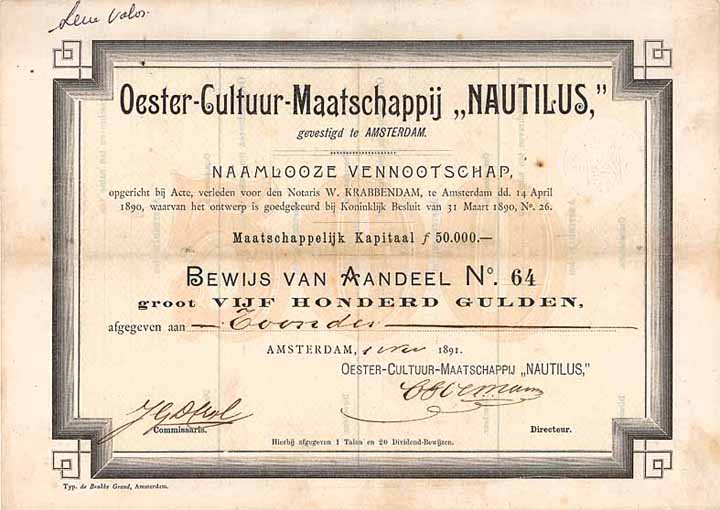 Oester-Cultuur-Maatschappij „NAUTILUS,”
gevestigd te AMSTERDAM.
NAAMLOOZE VENNOOTSCHAP,
opgericht bij Acte, verleden voor den Notaris W. KRABBENDAM, te Amsterdam dd. 14 April
1890, waarvan het ontwerp is goedgekeurd bij Koninklijk Besluit van 31 Maart 1890, No. 26.
Maatschappelijk Kapitaal f 50.000.—
BEWIJS VAN AANDEEL No. 64
groot VIJF HONDERD GULDEN,
afgegeven aan Toonder
AMSTERDAM, 1891.
OESTER-CULTUUR-MAATSCHAPPIJ „NAUTILUS,”
Commissaris. Directeur.
Hierbij afgegeven 1 Talon en 20 Dividend-Bewijzen.
Typ. de Brakke Grond, Amsterdam.